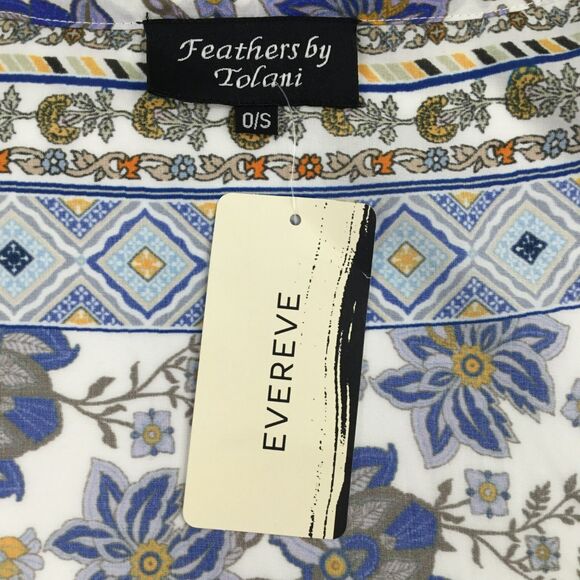 Feathers by
Tolani
O/S
EVEREVE